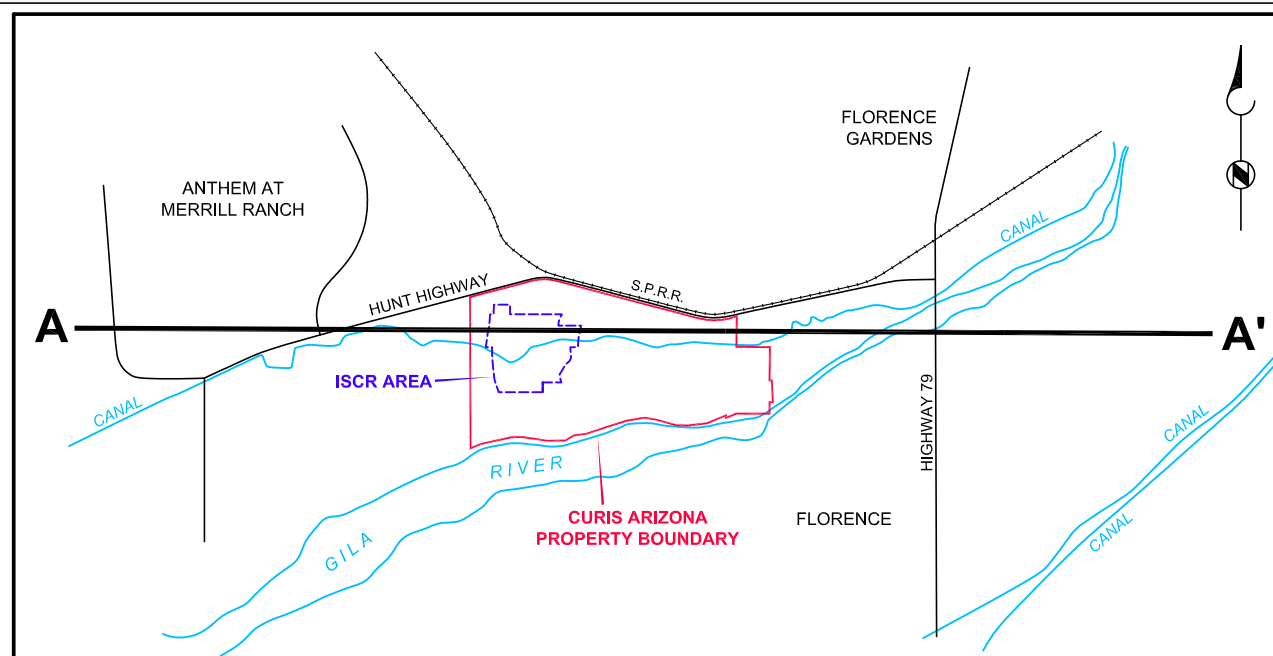 FLORENCE
GARDENS
ANTHEM AT
MERRILL RANCH
CANAL
HUNT HIGHWAY
S.P.R.R.
A
A'
ISCR AREA
CANAL
HIGHWAY 79
CANAL
RIVER
CURIS ARIZONA
PROPERTY BOUNDARY
FLORENCE
CANAL
GILA